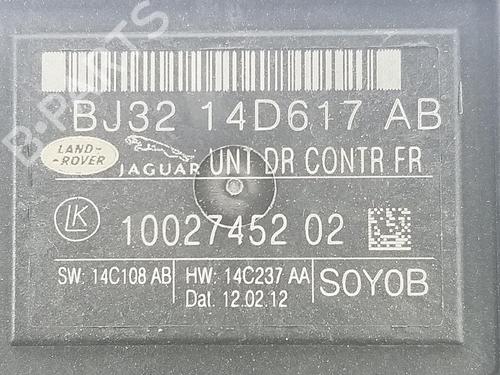 BJ32 14D617 AB
LAND-
-ROVER
JAGUAR
UNI DR CONTR FR
LK
10027452 02
SW: 14C108 AB
HW: 14C237 AA
Dat. 12.02.12
S0Y0B
B-PARTS